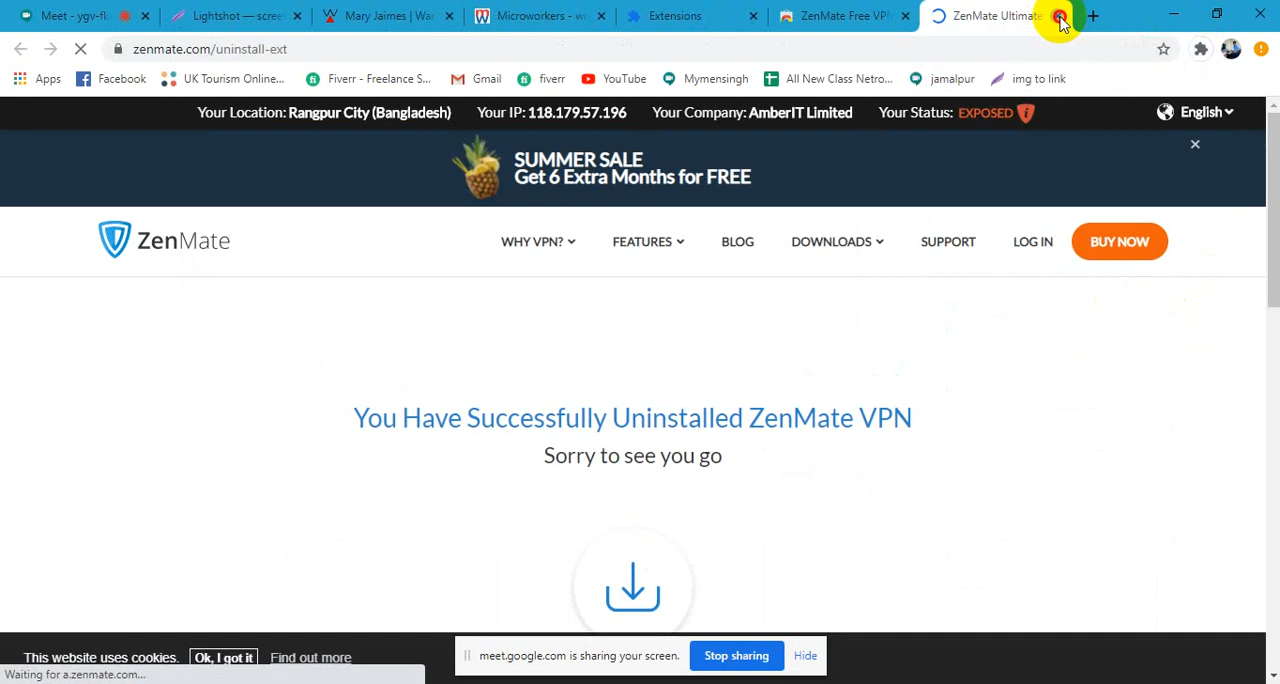 Meet - ygv-fl
Lightshot — scree
Mary Jaimes | Wa
Microworkers - w
Extensions
ZenMate Free VPN
ZenMate Ultimate
zenmate.com/uninstall-ext
Apps
Facebook
UK Tourism Online...
Fiverr - Freelance S...
Gmail
fiverr
YouTube
Mymensingh
All New Class Netro...
jamalpur
img to link
Your Location: Rangpur City (Bangladesh)
Your IP: 118.179.57.196
Your Company: AmberIT Limited
Your Status: EXPOSED
English
SUMMER SALE
Get 6 Extra Months for FREE
ZenMate
WHY VPN?
FEATURES
BLOG
DOWNLOADS
SUPPORT
LOG IN
BUY NOW
You Have Successfully Uninstalled ZenMate VPN
Sorry to see you go
This website uses cookies.
Ok, I got it
Find out more
meet.google.com is sharing your screen.
Stop sharing
Hide
Waiting for a.zenmate.com...